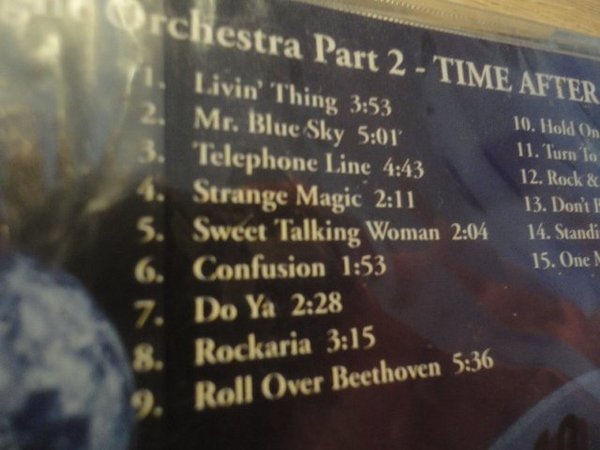 Orchestra Part 2 - TIME AFTER
1. Livin' Thing 3:53
2. Mr. Blue Sky 5:01
3. Telephone Line 4:43
4. Strange Magic 2:11
5. Sweet Talking Woman 2:04
6. Confusion 1:53
7. Do Ya 2:28
8. Rockaria 3:15
9. Roll Over Beethoven 5:36
10. Hold On
11. Turn To
12. Rock &
13. Don't
14. Standi
15. One